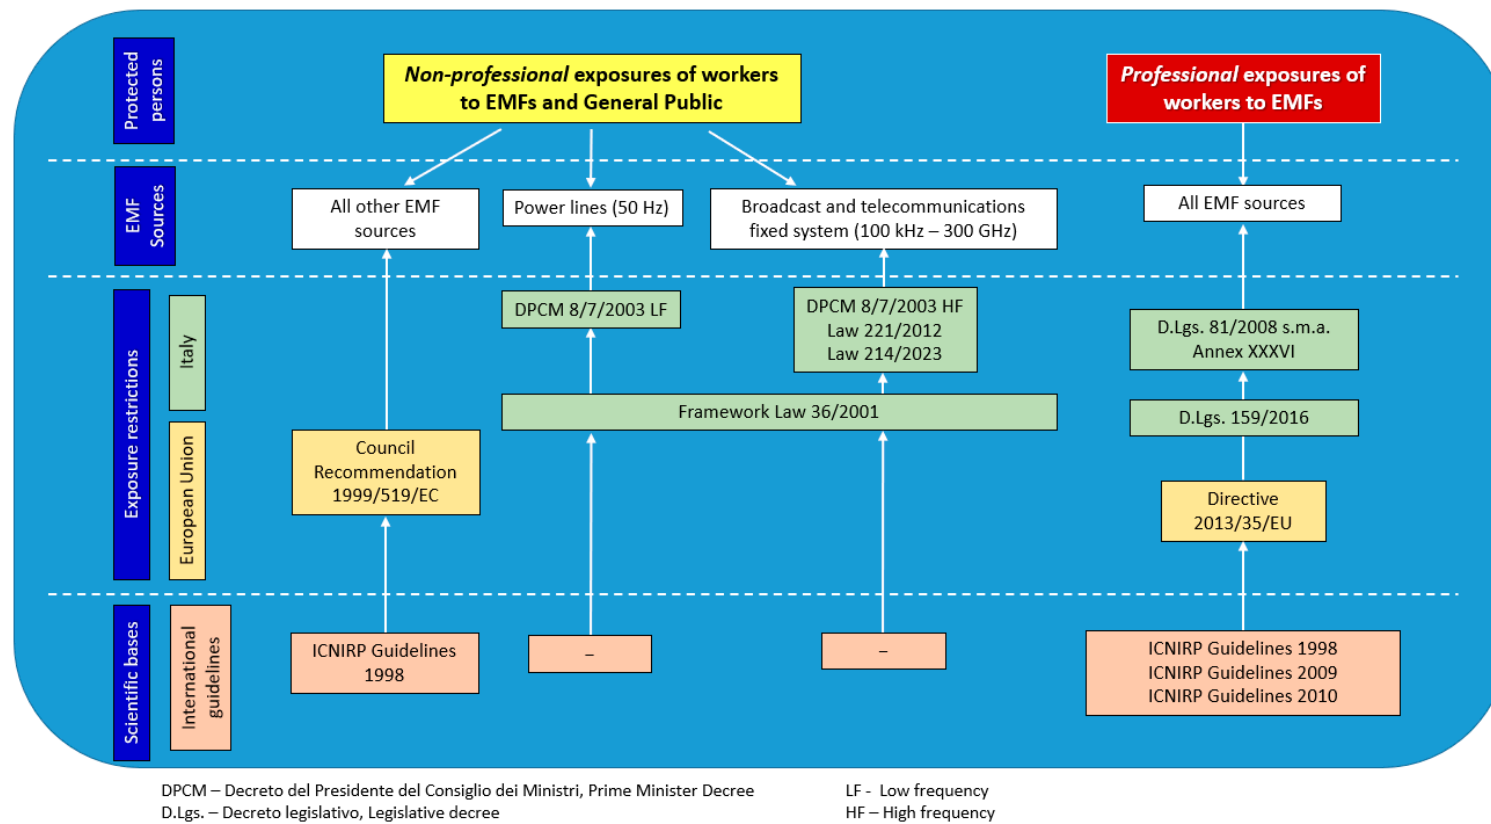 Protected
persons
Non-professional exposures of workers
to EMFs and General Public
Professional exposures of
workers to EMFs
EMF
Sources
All other EMF
sources
Power lines (50 Hz)
Broadcast and telecommunications
fixed system (100 kHz – 300 GHz)
All EMF sources
Exposure restrictions
Italy
DPCM 8/7/2003 LF
DPCM 8/7/2003 HF
Law 221/2012
Law 214/2023
D.Lgs. 81/2008 s.m.a.
Annex XXXVI
Framework Law 36/2001
D.Lgs. 159/2016
European Union
Council
Recommendation
1999/519/EC
Directive
2013/35/EU
Scientific bases
International
guidelines
ICNIRP Guidelines
1998
–
–
ICNIRP Guidelines 1998
ICNIRP Guidelines 2009
ICNIRP Guidelines 2010
DPCM – Decreto del Presidente del Consiglio dei Ministri, Prime Minister Decree
D.Lgs. – Decreto legislativo, Legislative decree
LF - Low frequency
HF – High frequency